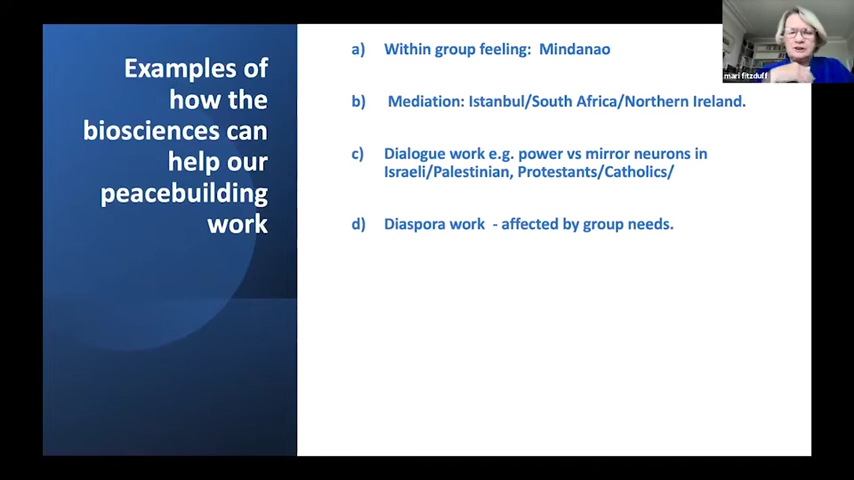 Examples of
how the
biosciences can
help our
peacebuilding
work
a) Within group feeling: Mindanao
b) Mediation: Istanbul/South Africa/Northern Ireland.
c) Dialogue work e.g. power vs mirror neurons in
Israeli/Palestinian, Protestants/Catholics/
d) Diaspora work - affected by group needs.
mari fitzduff